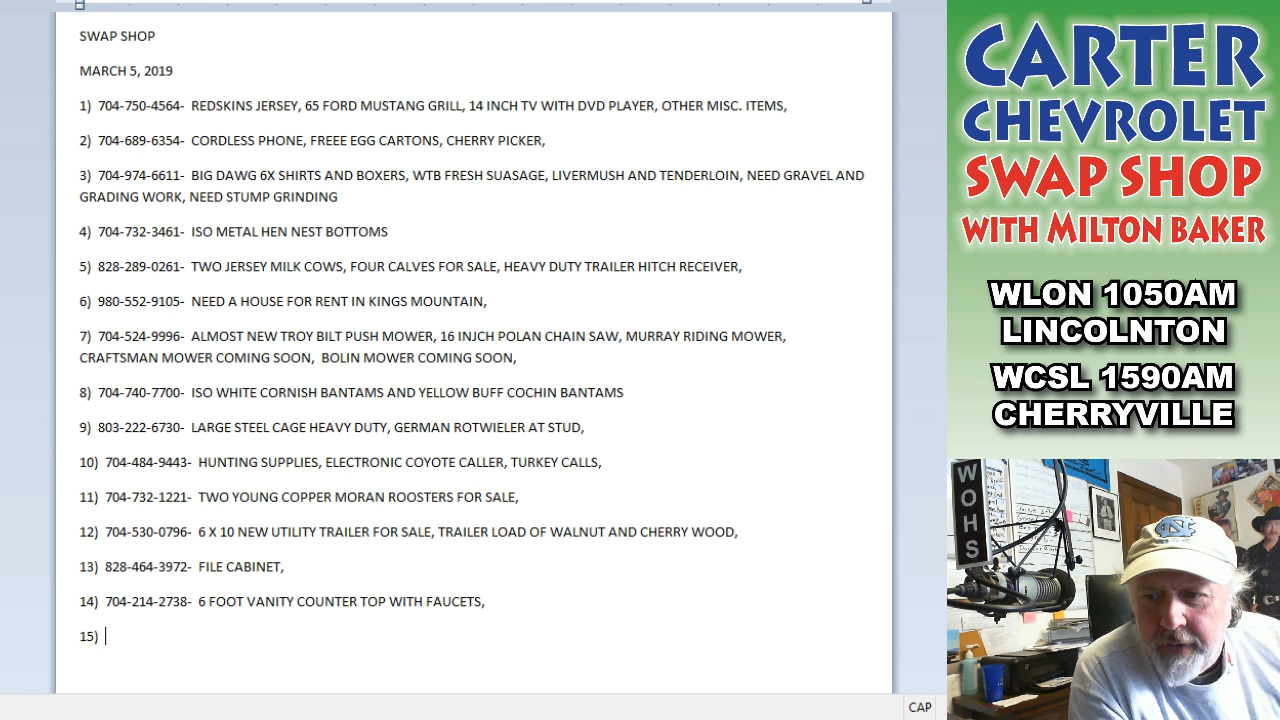 SWAP SHOP
MARCH 5, 2019
1) 704-750-4564- REDSKINS JERSEY, 65 FORD MUSTANG GRILL, 14 INCH TV WITH DVD PLAYER, OTHER MISC. ITEMS,
2) 704-689-6354- CORDLESS PHONE, FREEE EGG CARTONS, CHERRY PICKER,
3) 704-974-6611- BIG DAWG 6X SHIRTS AND BOXERS, WTB FRESH SUASAGE, LIVERMUSH AND TENDERLOIN, NEED GRAVEL AND
GRADING WORK, NEED STUMP GRINDING
4) 704-732-3461- ISO METAL HEN NEST BOTTOMS
5) 828-289-0261- TWO JERSEY MILK COWS, FOUR CALVES FOR SALE, HEAVY DUTY TRAILER HITCH RECEIVER,
6) 980-552-9105- NEED A HOUSE FOR RENT IN KINGS MOUNTAIN,
7) 704-524-9996- ALMOST NEW TROY BILT PUSH MOWER, 16 INJCH POLAN CHAIN SAW, MURRAY RIDING MOWER,
CRAFTSMAN MOWER COMING SOON, BOLIN MOWER COMING SOON,
8) 704-740-7700- ISO WHITE CORNISH BANTAMS AND YELLOW BUFF COCHIN BANTAMS
9) 803-222-6730- LARGE STEEL CAGE HEAVY DUTY, GERMAN ROTWIELER AT STUD,
10) 704-484-9443- HUNTING SUPPLIES, ELECTRONIC COYOTE CALLER, TURKEY CALLS,
11) 704-732-1221- TWO YOUNG COPPER MORAN ROOSTERS FOR SALE,
12) 704-530-0796- 6 X 10 NEW UTILITY TRAILER FOR SALE, TRAILER LOAD OF WALNUT AND CHERRY WOOD,
13) 828-464-3972- FILE CABINET,
14) 704-214-2738- 6 FOOT VANITY COUNTER TOP WITH FAUCETS,
15)
CAP
CARTER
CHEVROLET
SWAP SHOP
WITH MILTON BAKER
WLON 1050AM
LINCOLNTON
WCSL 1590AM
CHERRYVILLE
WOHS
NC